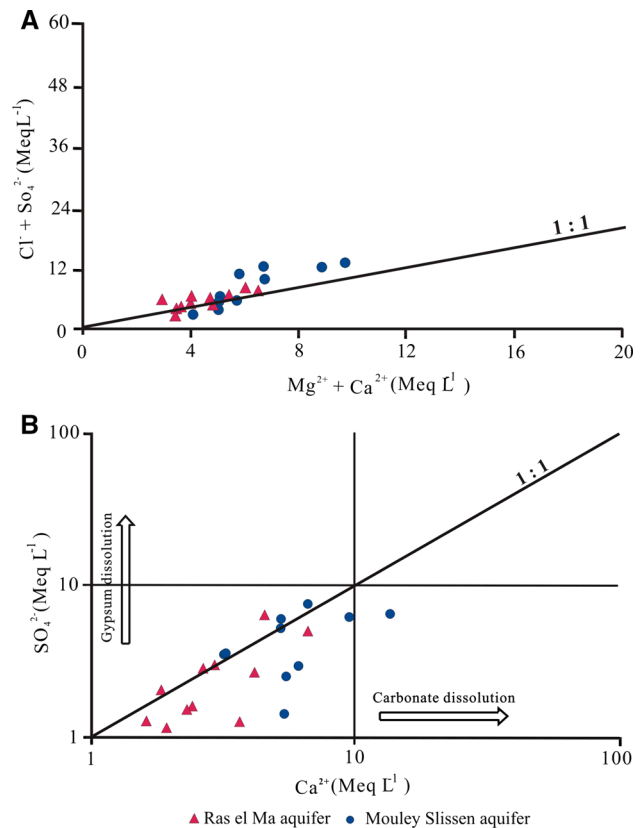 A
60
48
36
24
12
0
Cl⁻ + So₄²⁻ (MeqL⁻¹)
1 : 1
0 4 8 12 16 20
Mg²⁺ + Ca²⁺ (Meq L⁻¹)
B
100
10
1
SO₄²⁻ (Meq L⁻¹)
Gypsum dissolution
1:1
Carbonate dissolution
1 10 100
Ca²⁺ (Meq L⁻¹)
Ras el Ma aquifer Mouley Slissen aquifer